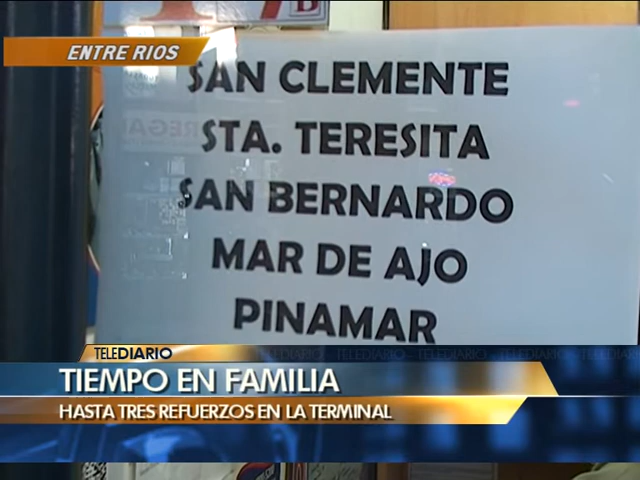 ENTRE RIOS
SAN CLEMENTE
STA. TERESITA
SAN BERNARDO
MAR DE AJO
PINAMAR
TELEDIARIO
TIEMPO EN FAMILIA
HASTA TRES REFUERZOS EN LA TERMINAL